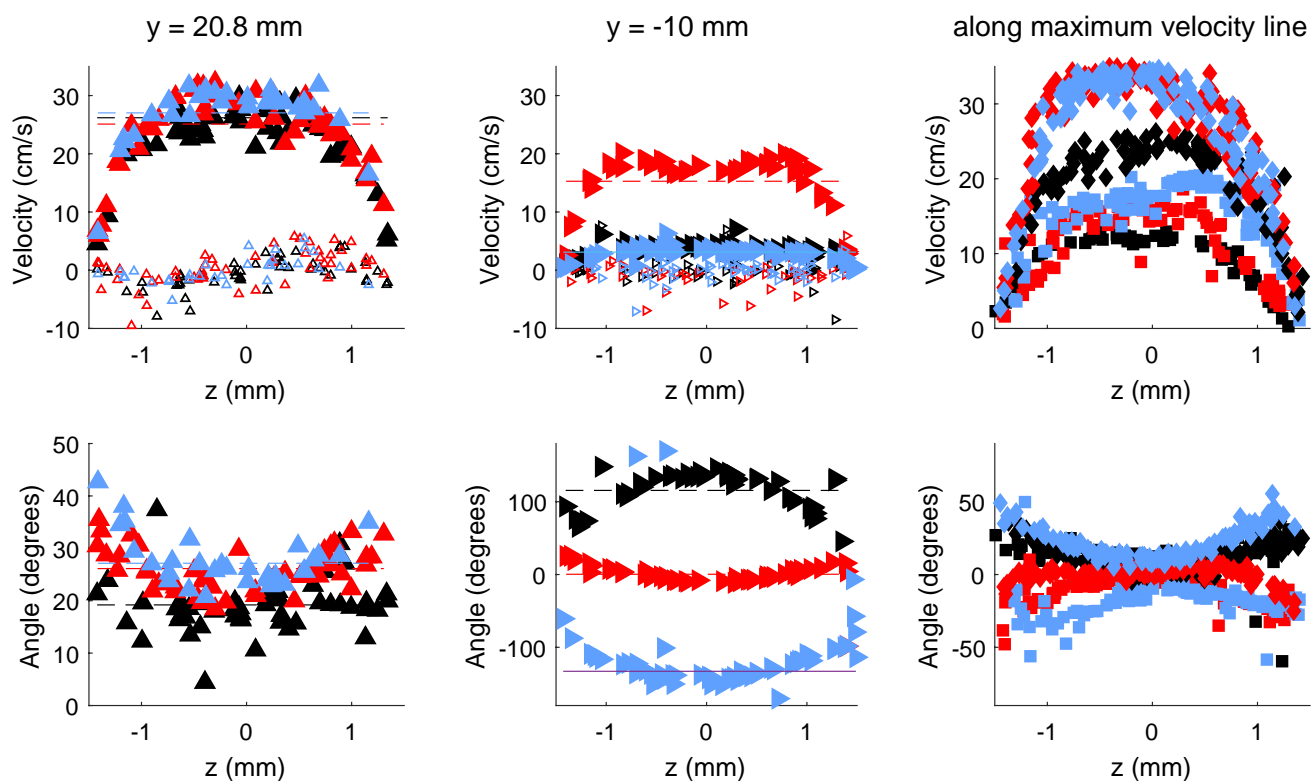 y = 20.8 mm
y = -10 mm
along maximum velocity line
Velocity (cm/s)
30
20
10
0
-10
-1
0
1
z (mm)
Velocity (cm/s)
30
20
10
0
-10
-1
0
1
z (mm)
Velocity (cm/s)
30
20
10
0
-1
0
1
z (mm)
Angle (degrees)
50
40
30
20
10
0
-1
0
1
z (mm)
Angle (degrees)
100
0
-100
-1
0
1
z (mm)
Angle (degrees)
50
0
-50
-1
0
1
z (mm)